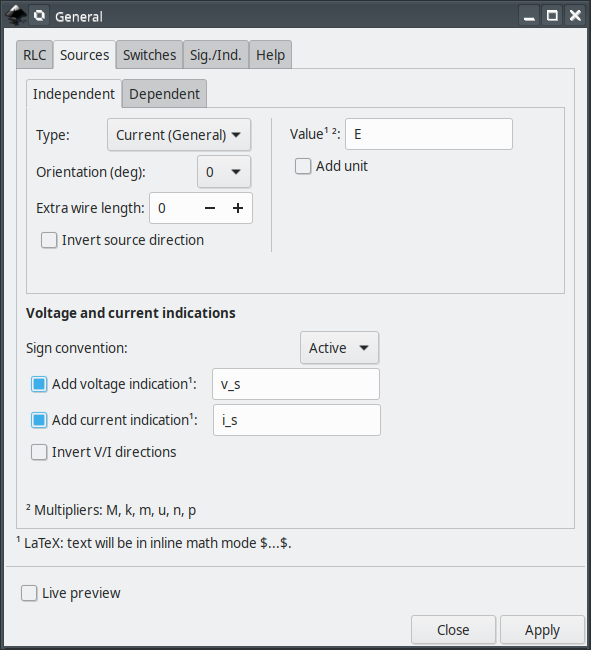 General
RLC Sources Switches Sig./Ind. Help
Independent Dependent
Type: Current (General) Value¹ ²: E
Add unit
Orientation (deg): 0
Extra wire length: 0 − +
Invert source direction
Voltage and current indications
Sign convention: Active
Add voltage indication¹: v_s
Add current indication¹: i_s
Invert V/I directions
² Multipliers: M, k, m, u, n, p
¹ LaTeX: text will be in inline math mode $...$.
Live preview
Close Apply